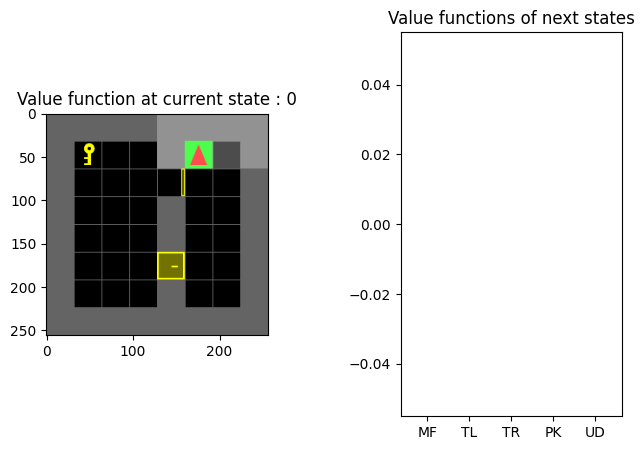 Value function at current state : 0
0
50
100
150
200
250
0
100
200
Value functions of next states
0.04
0.02
0.00
−0.02
−0.04
MF
TL
TR
PK
UD